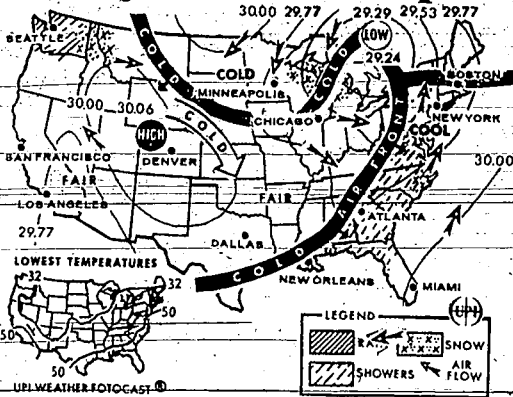 30.00 29.77 29.29 29.53 29.77
SEATTLE
LOW
COLD
COLD
COLD
29.24
MINNEAPOLIS
BOSTON
30.00 30.06
CHICAGO
NEW YORK
COLD
COOL
HIGH
DENVER
SAN FRANCISCO
30.00
FAIR
FAIR
LOS ANGELES
ATLANTA
29.77
DALLAS
COLD AIR FRONT
LOWEST TEMPERATURES
NEW ORLEANS
MIAMI
32 32
50
50
50
LEGEND
UPI
RAIN SNOW
SHOWERS AIR FLOW
UPI WEATHER FOTOCAST ®